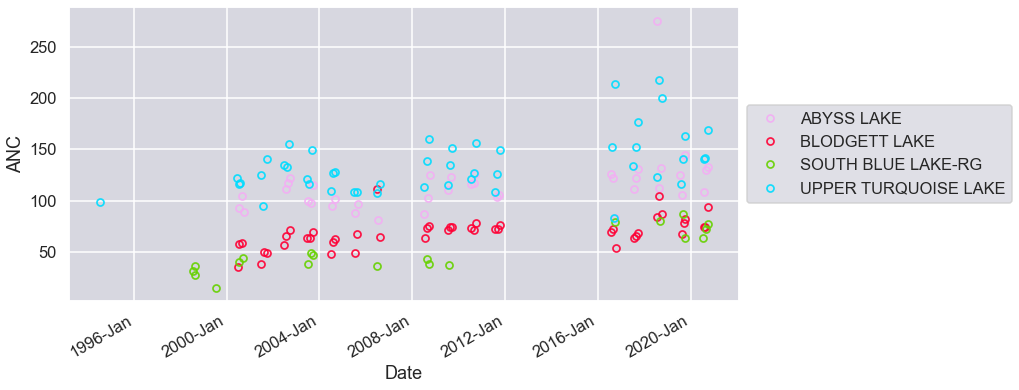 250
200
150
100
50
ANC
1996-Jan
2000-Jan
2004-Jan
2008-Jan
2012-Jan
2016-Jan
2020-Jan
Date
ABYSS LAKE
BLODGETT LAKE
SOUTH BLUE LAKE-RG
UPPER TURQUOISE LAKE